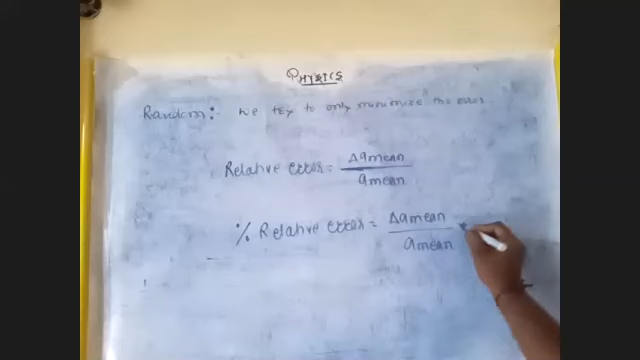 PHYSICS
Random:- We try to only minimize the error
Relative error = Δamean / amean
% Relative error = Δamean / amean ×